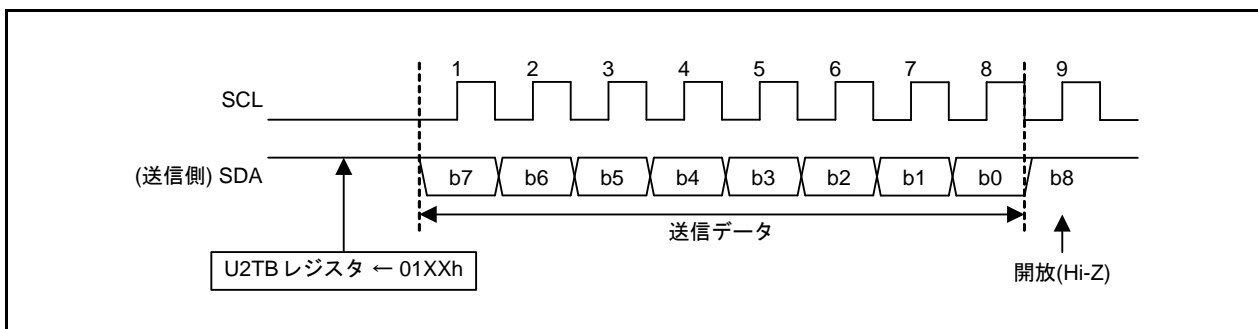 1 2 3 4 5 6 7 8 9
SCL
(送信側) SDA
b7 b6 b5 b4 b3 b2 b1 b0 b8
送信データ
U2TB レジスタ ← 01XXh
開放(Hi-Z)